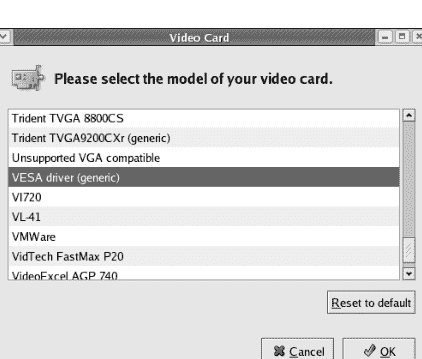 Video Card
Please select the model of your video card.
Trident TVGA 8800CS
Trident TVGA9200CXr (generic)
Unsupported VGA compatible
VESA driver (generic)
VI720
VL-41
VMWare
VidTech FastMax P20
VideoExcel AGP 740
Reset to default
Cancel
OK